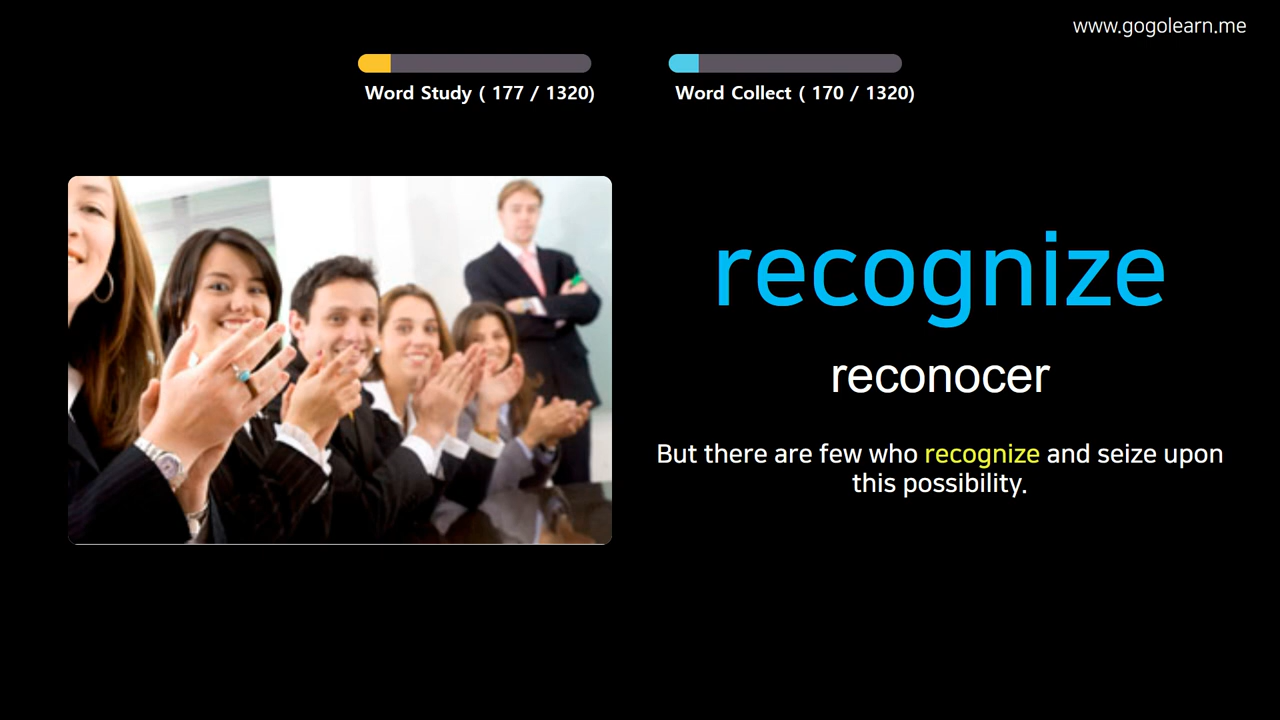 www.gogolearn.me
Word Study ( 177 / 1320)
Word Collect ( 170 / 1320)
recognize
reconocer
But there are few who recognize and seize upon
this possibility.